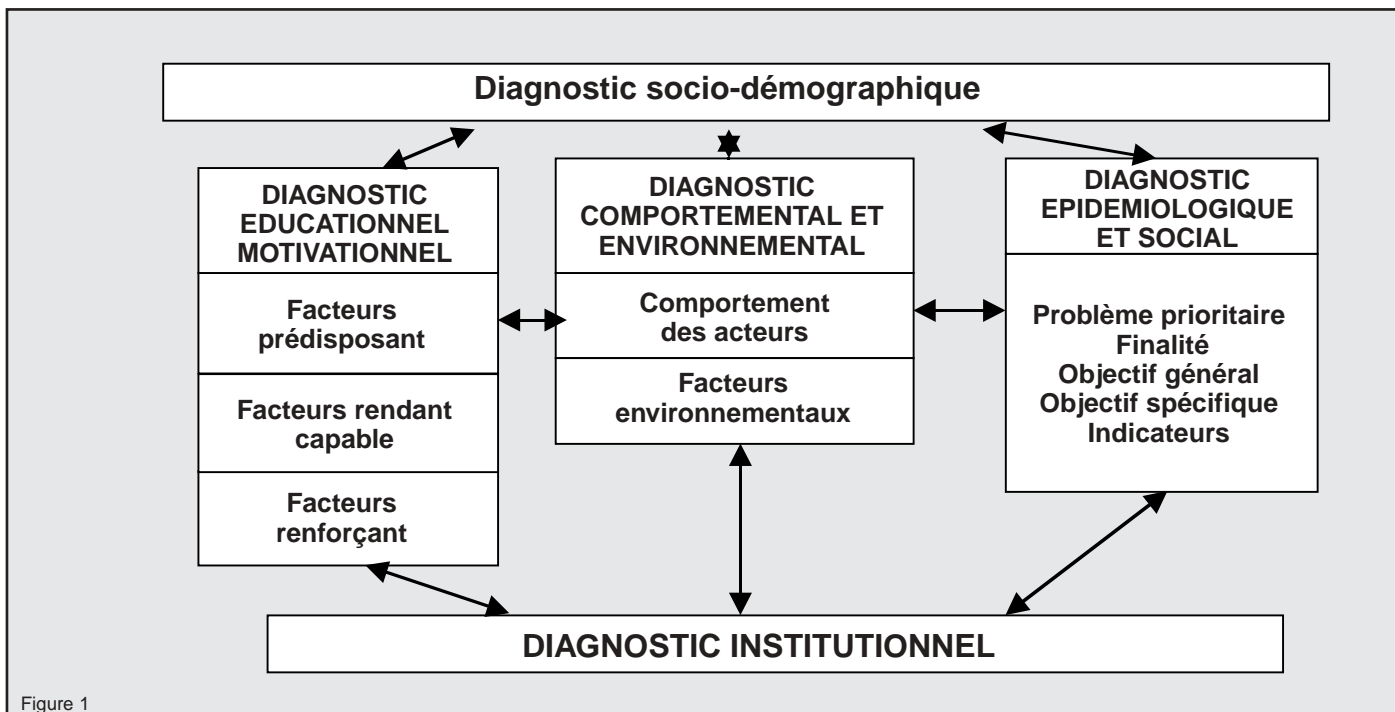 Diagnostic socio-démographique
DIAGNOSTIC
EDUCATIONNEL
MOTIVATIONNEL
Facteurs
prédisposant
Facteurs rendant
capable
Facteurs
renforçant
DIAGNOSTIC
COMPORTEMENTAL ET
ENVIRONNEMENTAL
Comportement
des acteurs
Facteurs
environnementaux
DIAGNOSTIC
EPIDEMIOLOGIQUE
ET SOCIAL
Problème prioritaire
Finalité
Objectif général
Objectif spécifique
Indicateurs
DIAGNOSTIC INSTITUTIONNEL
Figure 1